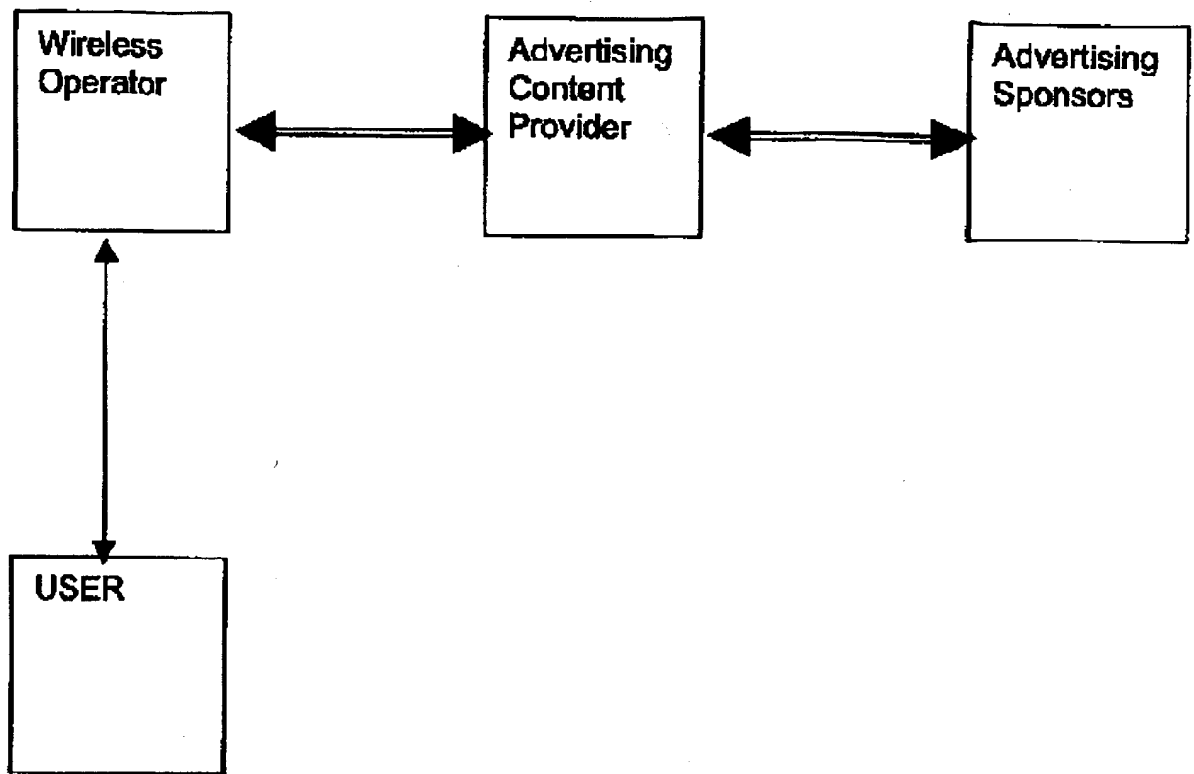 Wireless
Operator
Advertising
Content
Provider
Advertising
Sponsors
USER